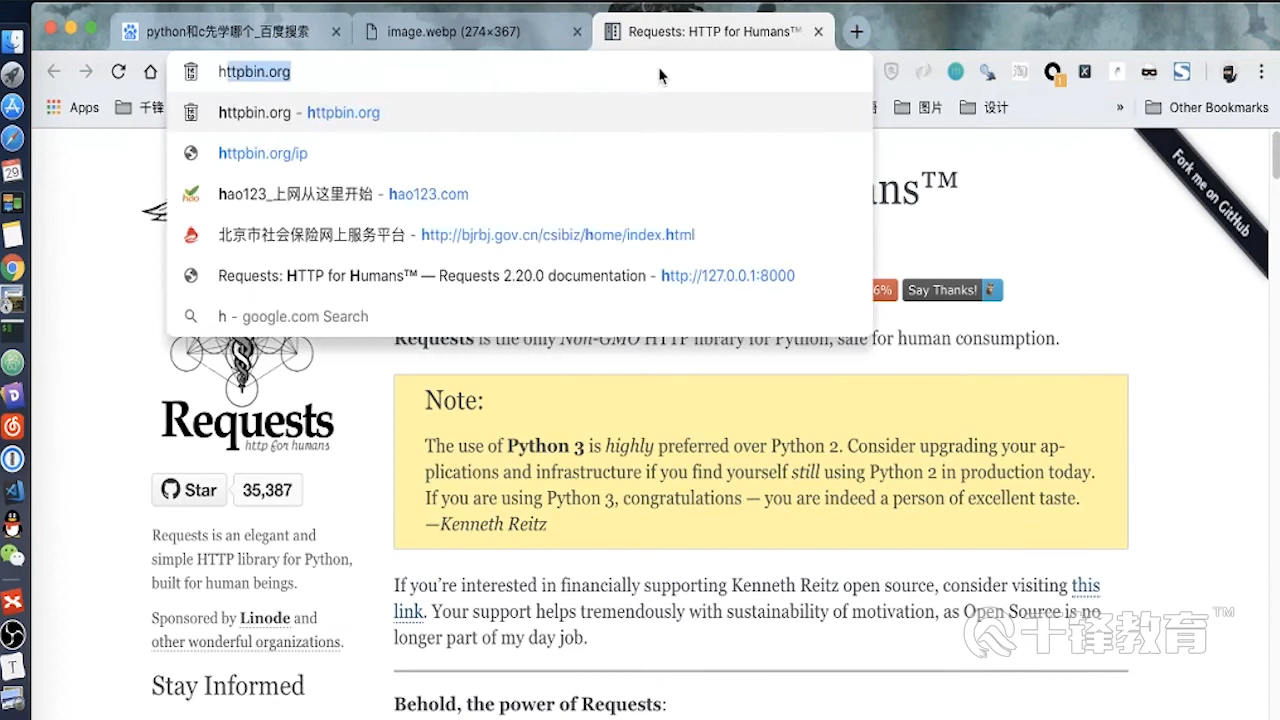 python和c先学哪个_百度搜索
image.webp (274×367)
Requests: HTTP for Humans™
httpbin.org
Apps
千锋
图片
设计
»
Other Bookmarks
httpbin.org - httpbin.org
httpbin.org/ip
hao123_上网从这里开始 - hao123.com
北京市社会保险网上服务平台 - http://bjrbj.gov.cn/csibiz/home/index.html
Requests: HTTP for Humans™ — Requests 2.20.0 documentation - http://127.0.0.1:8000
h - google.com Search
ans™
Fork me on GitHub
6%
Say Thanks!
Requests is the only Non-GMO HTTP library for Python, safe for human consumption.
Requests
http for humans
Star
35,387
Requests is an elegant and
simple HTTP library for Python,
built for human beings.
Sponsored by Linode and
other wonderful organizations.
Stay Informed
Note:
The use of Python 3 is highly preferred over Python 2. Consider upgrading your ap-
plications and infrastructure if you find yourself still using Python 2 in production today.
If you are using Python 3, congratulations — you are indeed a person of excellent taste.
—Kenneth Reitz
If you're interested in financially supporting Kenneth Reitz open source, consider visiting this
link. Your support helps tremendously with sustainability of motivation, as Open Source is no
longer part of my day job.
千锋教育™
Behold, the power of Requests: